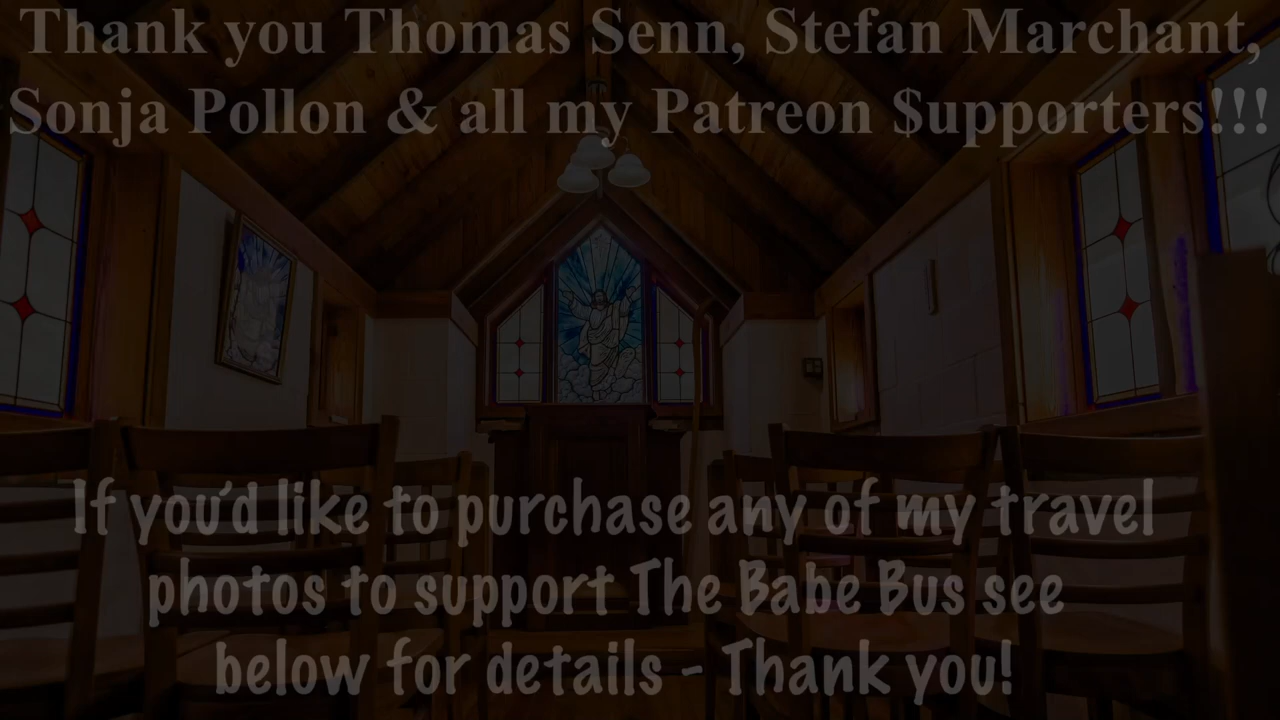 Thank you Thomas Senn, Stefan Marchant,
Sonja Pollon & all my Patreon $upporters!!!
If you'd like to purchase any of my travel
photos to support The Babe Bus see
below for details - Thank you!